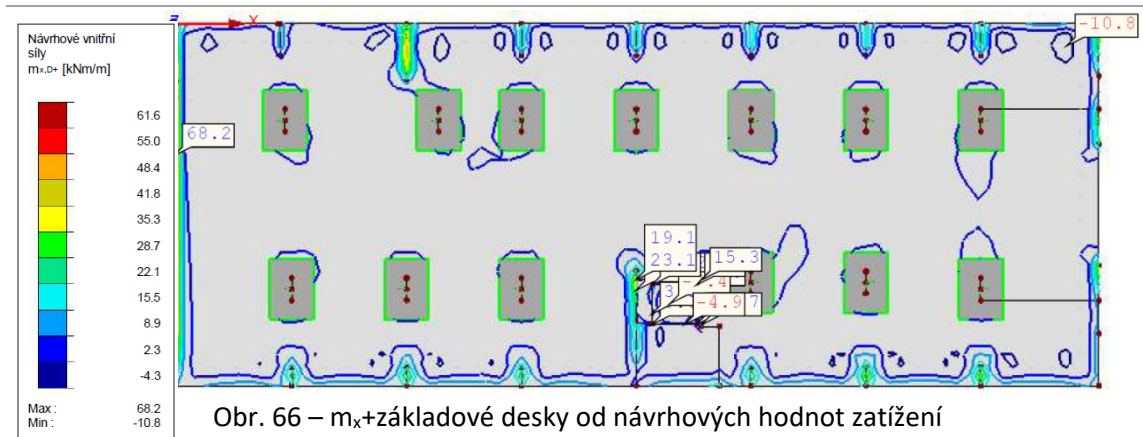 Návrhové vnitřní
síly
mx,D+ [kNm/m]
61.6
55.0
48.4
41.8
35.3
28.7
22.1
15.5
8.9
2.3
-4.3
Max : 68.2
Min : -10.8
x
-10.8
68.2
19.1
23.1
15.3
-4.9
Obr. 66 – mx+základové desky od návrhových hodnot zatížení